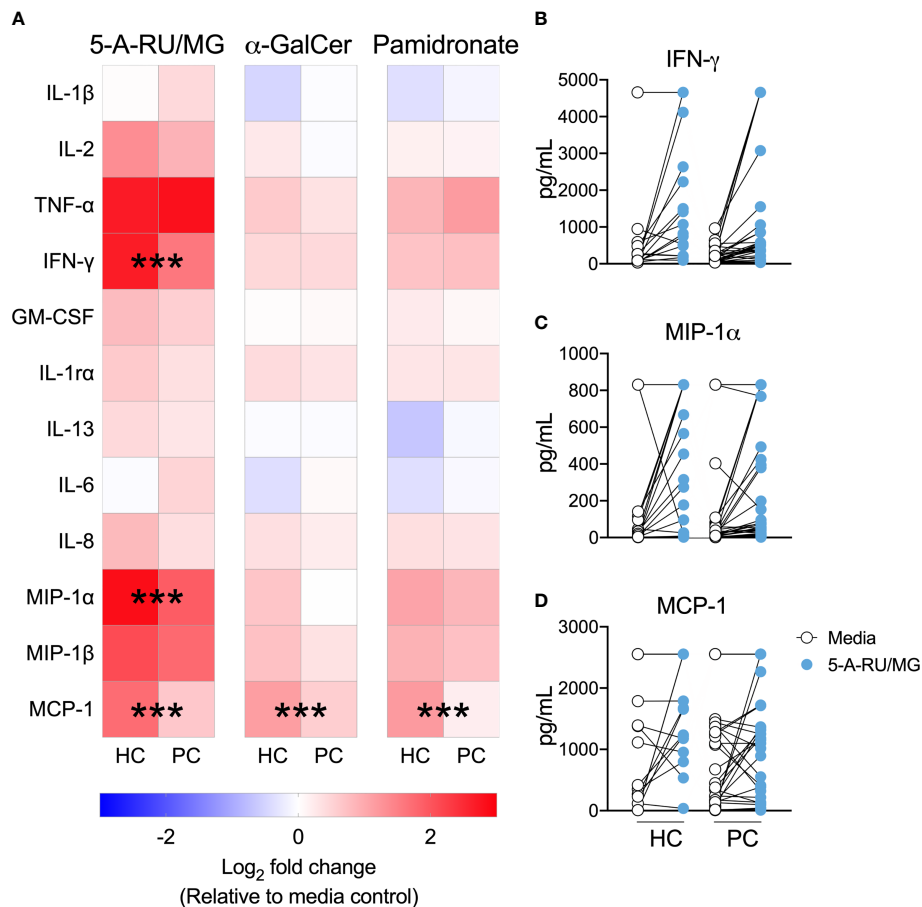 A
5-A-RU/MG α-GalCer Pamidronate
IL-1β
IL-2
TNF-α
IFN-γ
***
GM-CSF
IL-1rα
IL-13
IL-6
IL-8
MIP-1α
***
MIP-1β
MCP-1
*** *** ***
HC PC HC PC HC PC
-2 0 2
Log₂ fold change
(Relative to media control)
B
IFN-γ
pg/mL
5000
4000
3000
2000
1000
0
C
MIP-1α
pg/mL
1000
800
600
400
200
0
D
MCP-1
pg/mL
3000
2000
1000
0
HC PC
Media
5-A-RU/MG